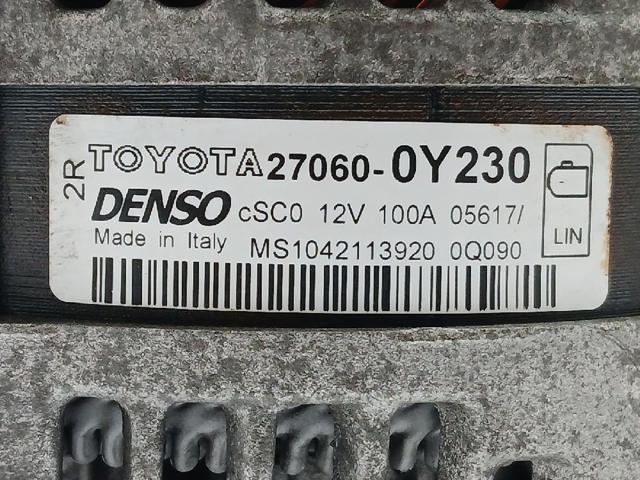 2R
TOYOTA 27060-0Y230
DENSO cSC0 12V 100A 05617/
Made in Italy MS1042113920 0Q090
LIN